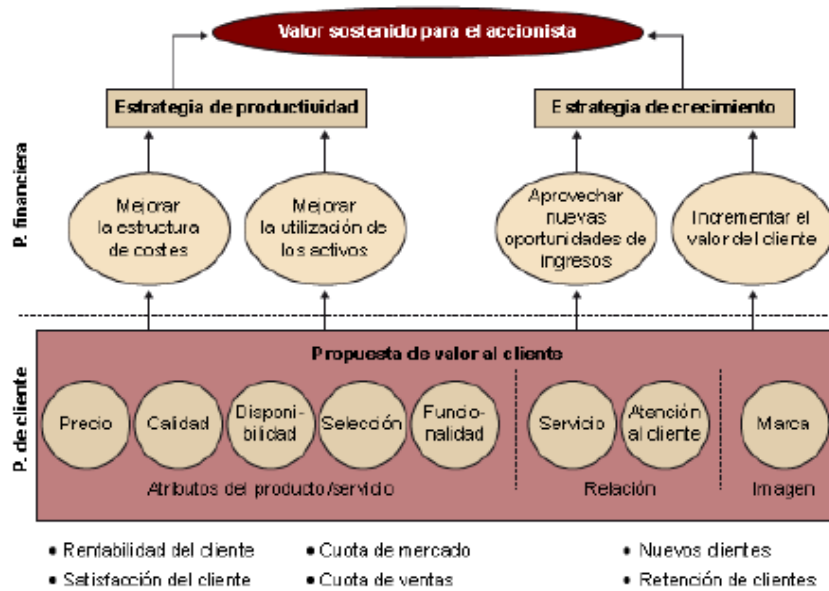 Valor sostenido para el accionista
Estrategia de productividad
Estrategia de crecimiento
P. financiera
Mejorar
la estructura
de costes
Mejorar
la utilización de
los activos
Aprovechar
nuevas
oportunidades de
ingresos
Incrementar el
valor del cliente
P. de cliente
Propuesta de valor al cliente
Precio
Calidad
Disponi-
bilidad
Selección
Funcio-
nalidad
Servicio
Atención
al cliente
Marca
Atributos del producto/servicio
Relación
Imagen
• Rentabilidad del cliente
• Satisfacción del cliente
• Cuota de mercado
• Cuota de ventas
• Nuevos clientes
• Retención de clientes